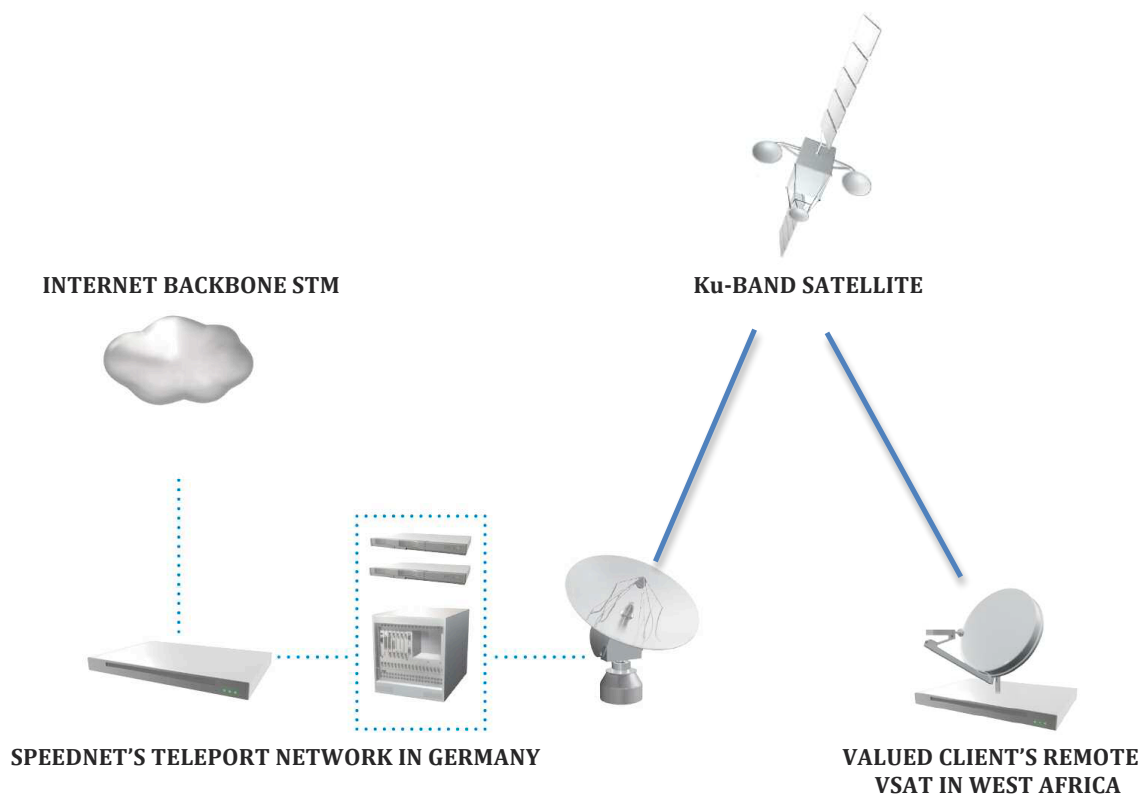 INTERNET BACKBONE STM
Ku-BAND SATELLITE
SPEEDNET’S TELEPORT NETWORK IN GERMANY
VALUED CLIENT’S REMOTE
VSAT IN WEST AFRICA